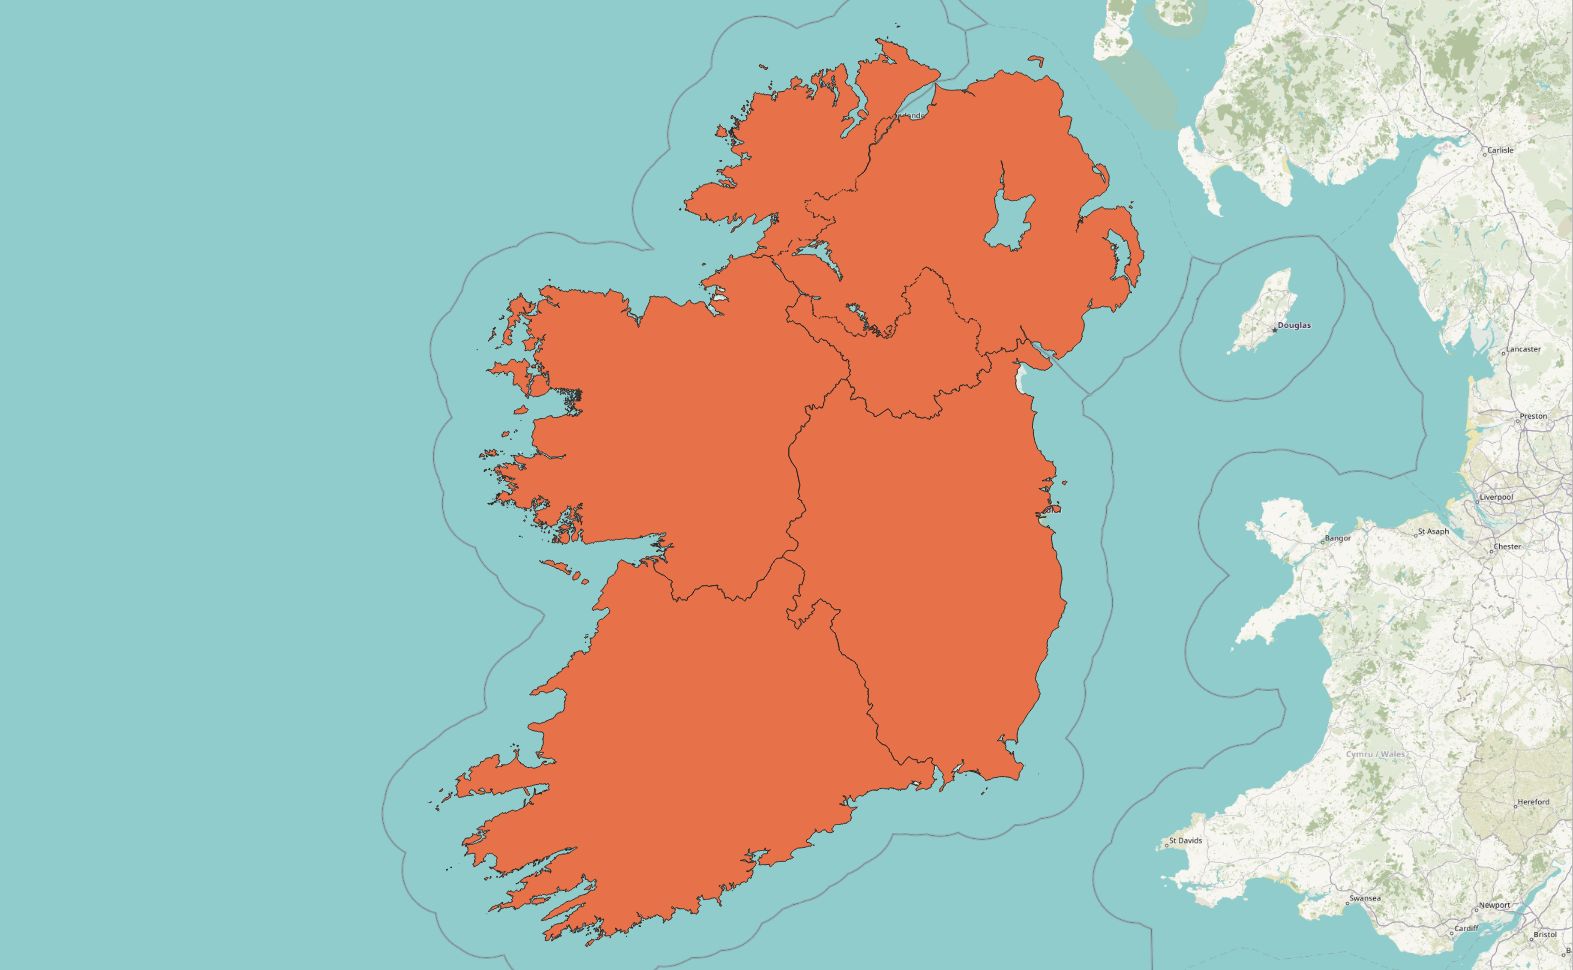 Carlisle
Douglas
Lancaster
Preston
Liverpool
St Asaph
Bangor
Chester
Cymru / Wales
Hereford
St Davids
Swansea
Newport
Cardiff
Bristol